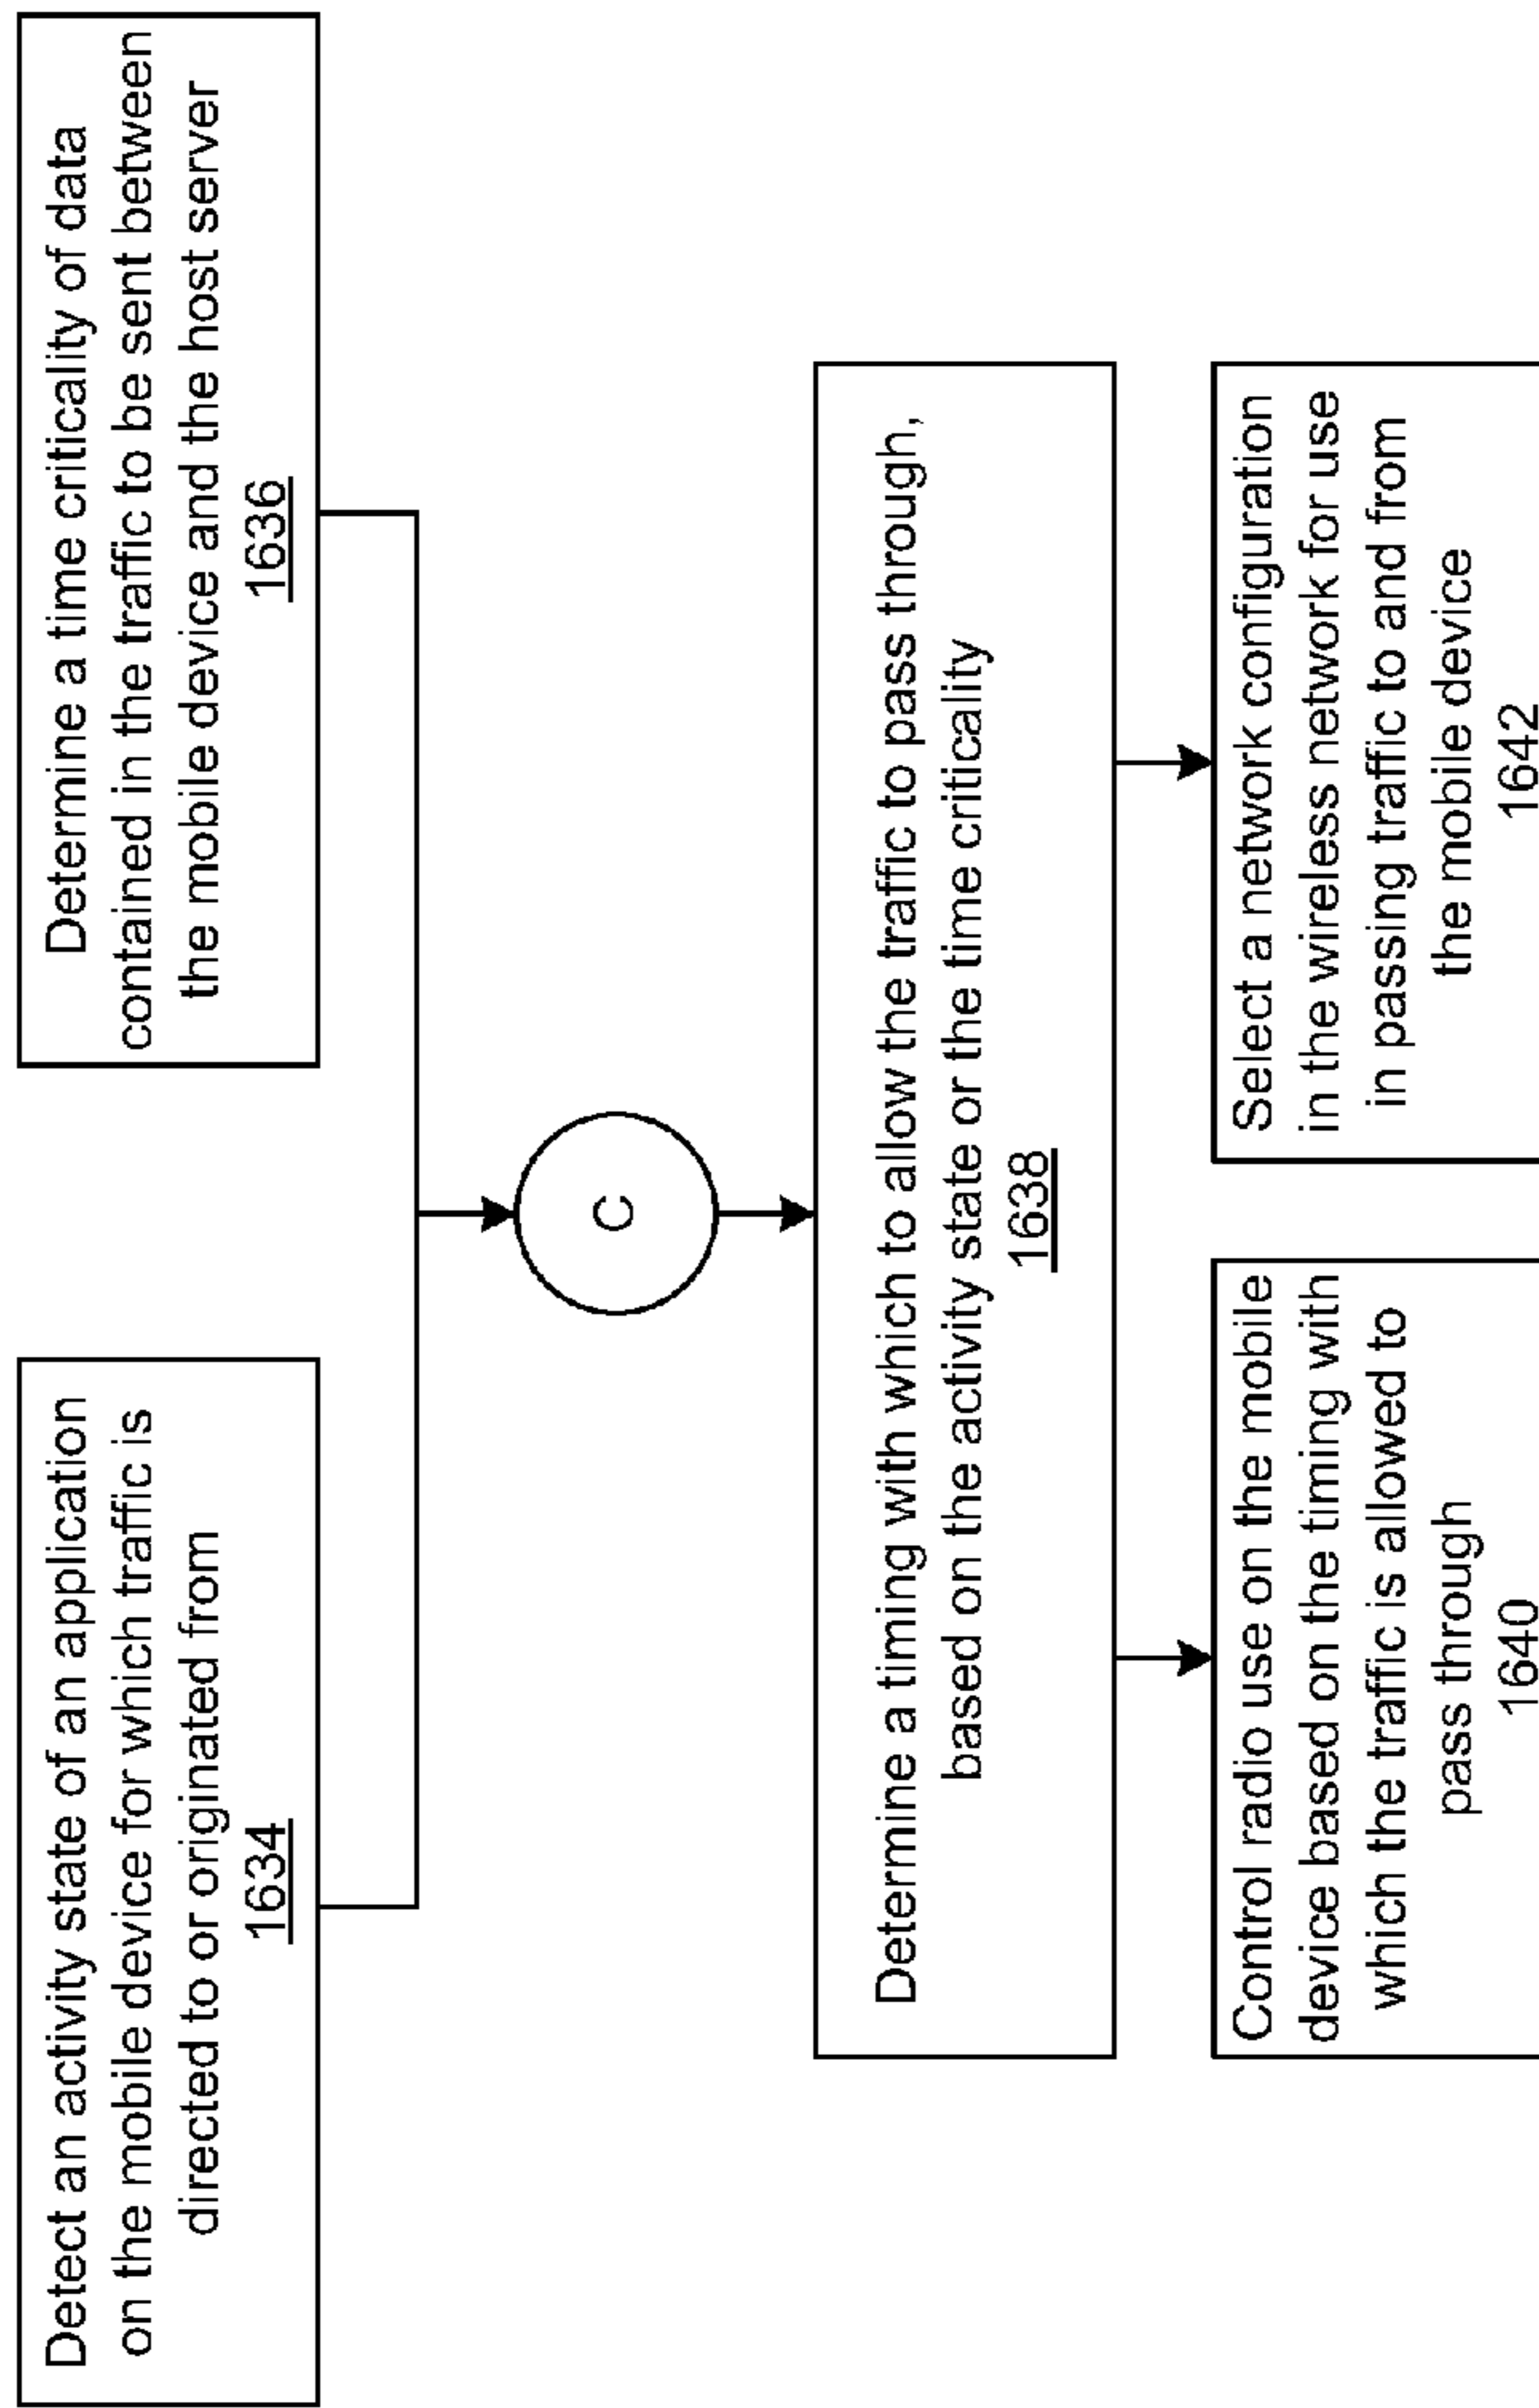 Detect an activity state of an application
on the mobile device for which traffic is
directed to or originated from
1634
Determine a time criticality of data
contained in the traffic to be sent between
the mobile device and the host server
1636
C
Determine a timing with which to allow the traffic to pass through,
based on the activity state or the time criticality
1638
Control radio use on the mobile
device based on the timing with
which the traffic is allowed to
pass through
1640
Select a network configuration
in the wireless network for use
in passing traffic to and from
the mobile device
1642